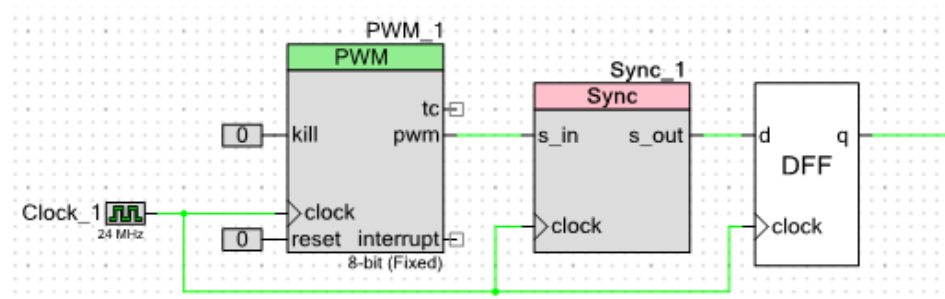 PWM_1
PWM
tc
0
kill
pwm
Clock_1
24 MHz
clock
0
reset
interrupt
8-bit (Fixed)
Sync_1
Sync
s_in
s_out
clock
d
q
DFF
clock